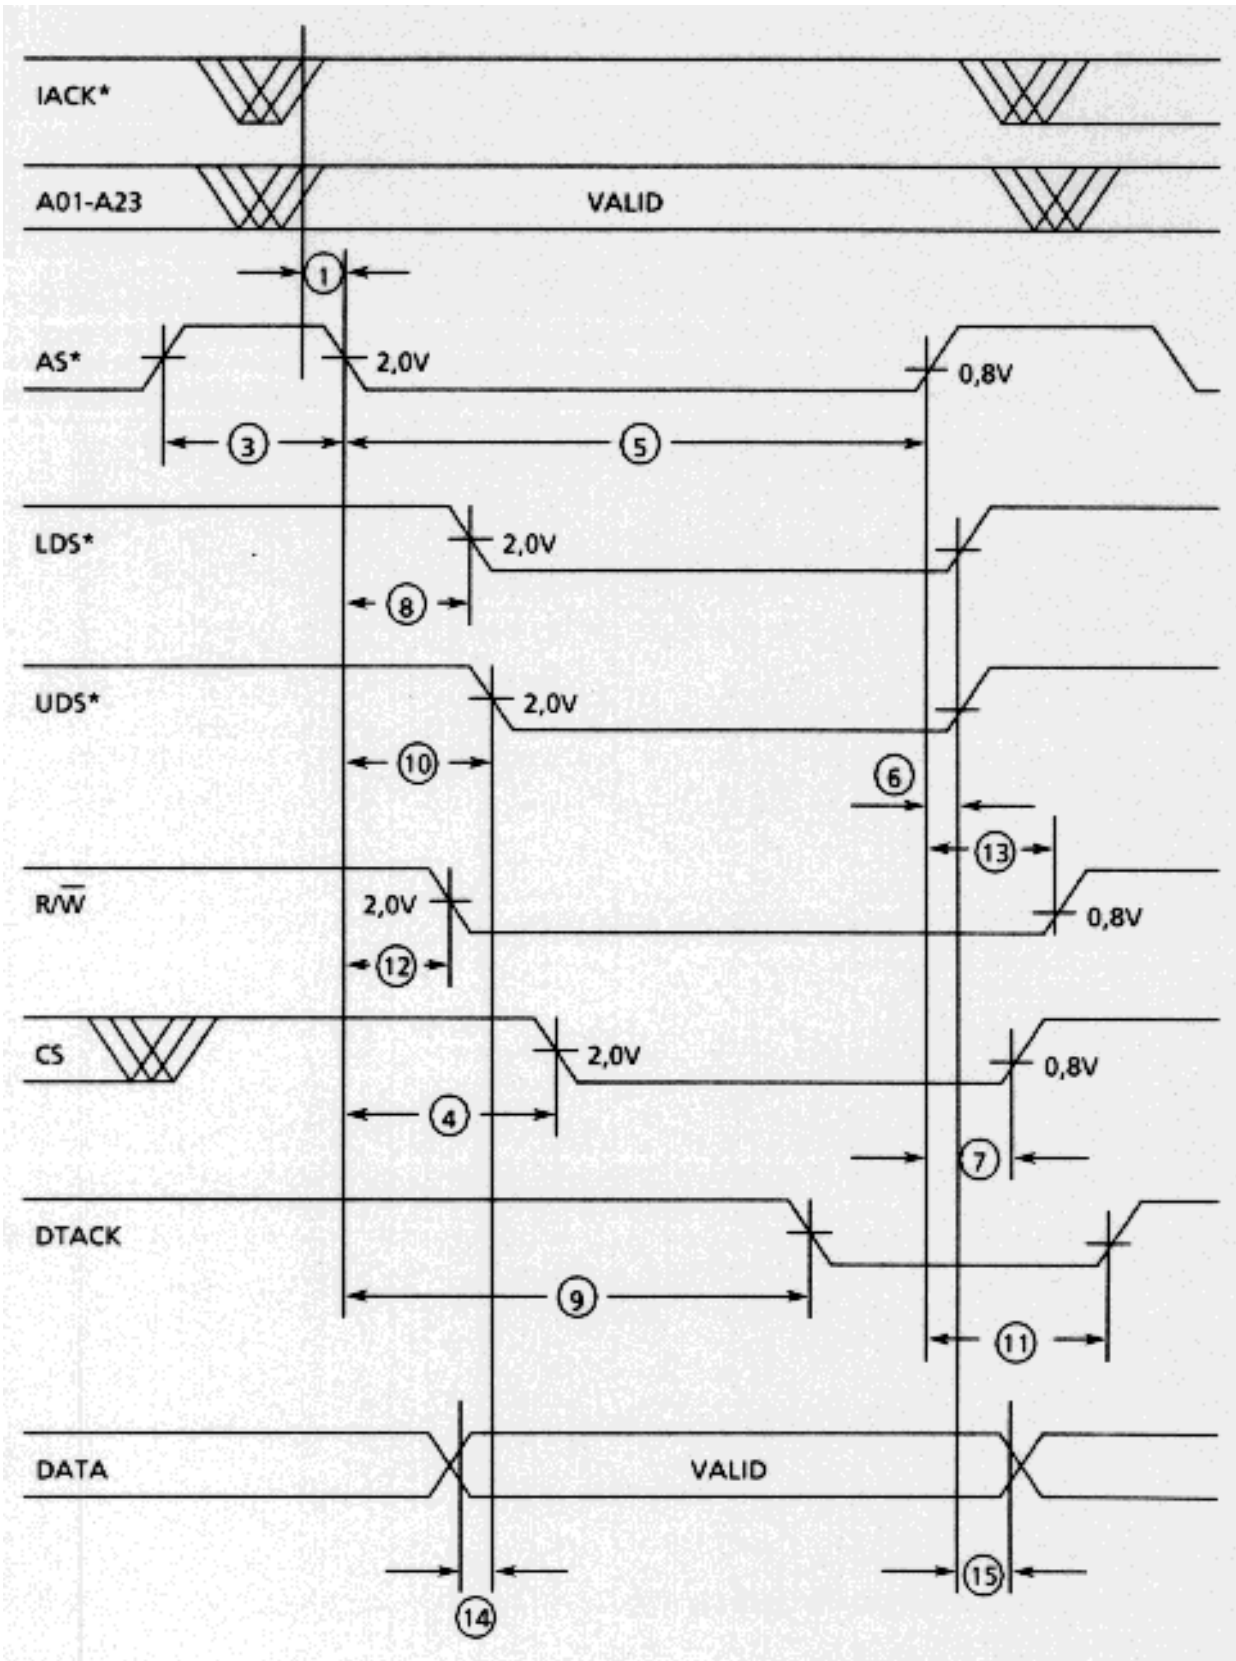 IACK*
A01-A23
VALID
1
AS*
2,0V
0,8V
3
5
LDS*
2,0V
8
UDS*
2,0V
10
6
13
R/W̅
2,0V
0,8V
12
CS
2,0V
0,8V
4
7
DTACK
9
11
DATA
VALID
15
14